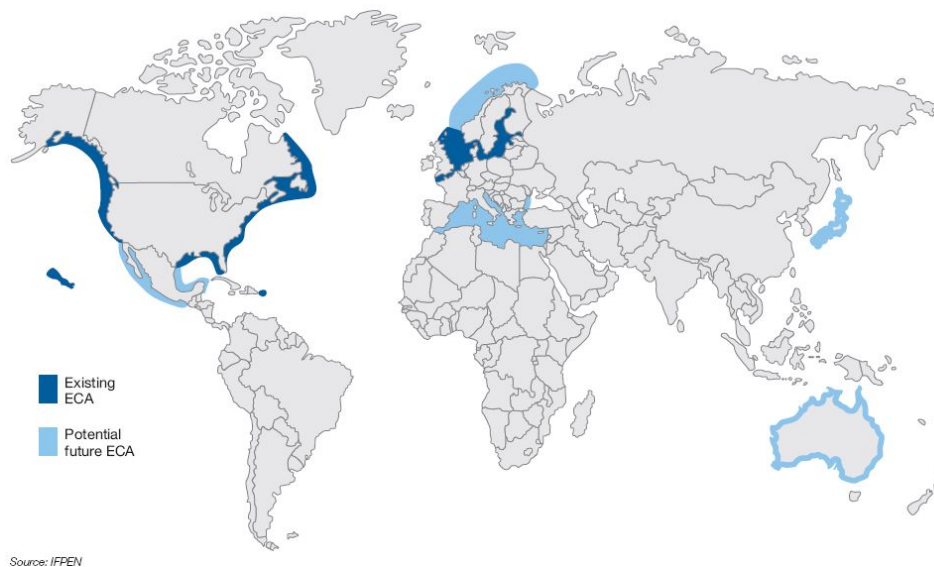 Existing
ECA
Potential
future ECA
Source: IFPEN